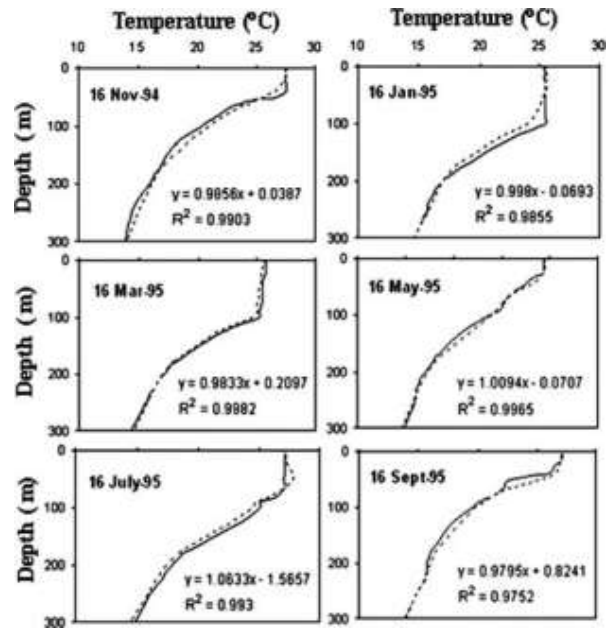 Temperature (°C)
Temperature (°C)
10 15 20 25 30
10 15 20 25 30
0
100
200
300
Depth ( m)
16 Nov-94
y = 0.9856x + 0.0387
R² = 0.9903
0
100
200
300
16 Jan-95
y = 0.998x - 0.0693
R² = 0.9855
0
100
200
300
Depth ( m)
16 Mar-95
y = 0.9833x + 0.2097
R² = 0.9982
0
100
200
300
16 May-95
y = 1.0094x - 0.0707
R² = 0.9965
0
100
200
300
Depth ( m)
16 July-95
y = 1.0633x - 1.5657
R² = 0.993
0
100
200
300
16 Sept-95
y = 0.9795x + 0.8241
R² = 0.9752